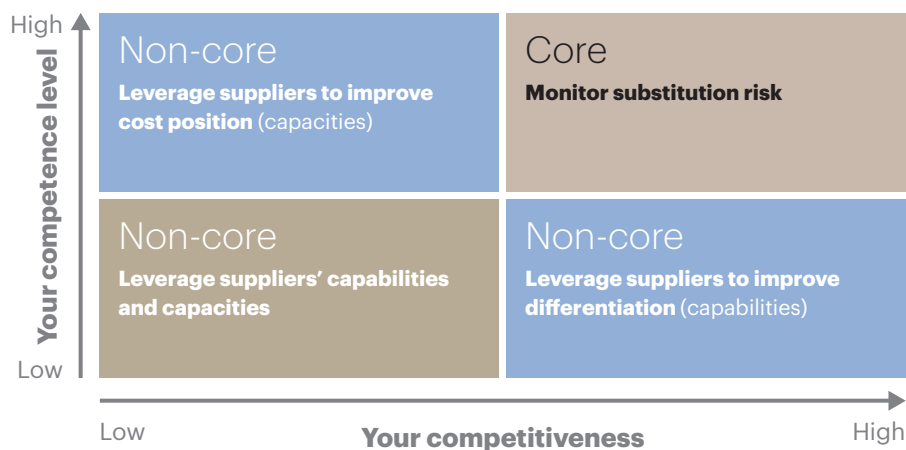 High
Your competence level
Low
Non-core
Leverage suppliers to improve
cost position (capacities)
Core
Monitor substitution risk
Non-core
Leverage suppliers’ capabilities
and capacities
Non-core
Leverage suppliers to improve
differentiation (capabilities)
Low
Your competitiveness
High